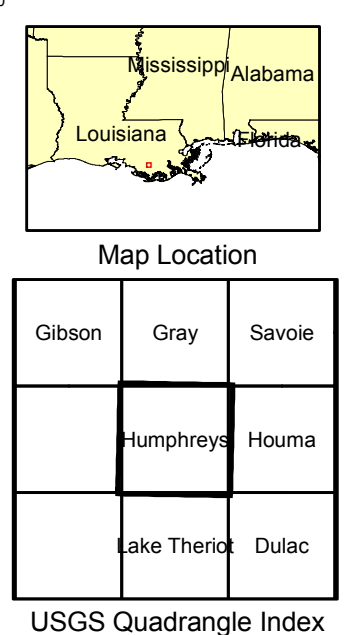 Mississippi
Alabama
Louisiana
Florida
Map Location
Gibson Gray Savoie
Humphreys Houma
Lake Theriot Dulac
USGS Quadrangle Index